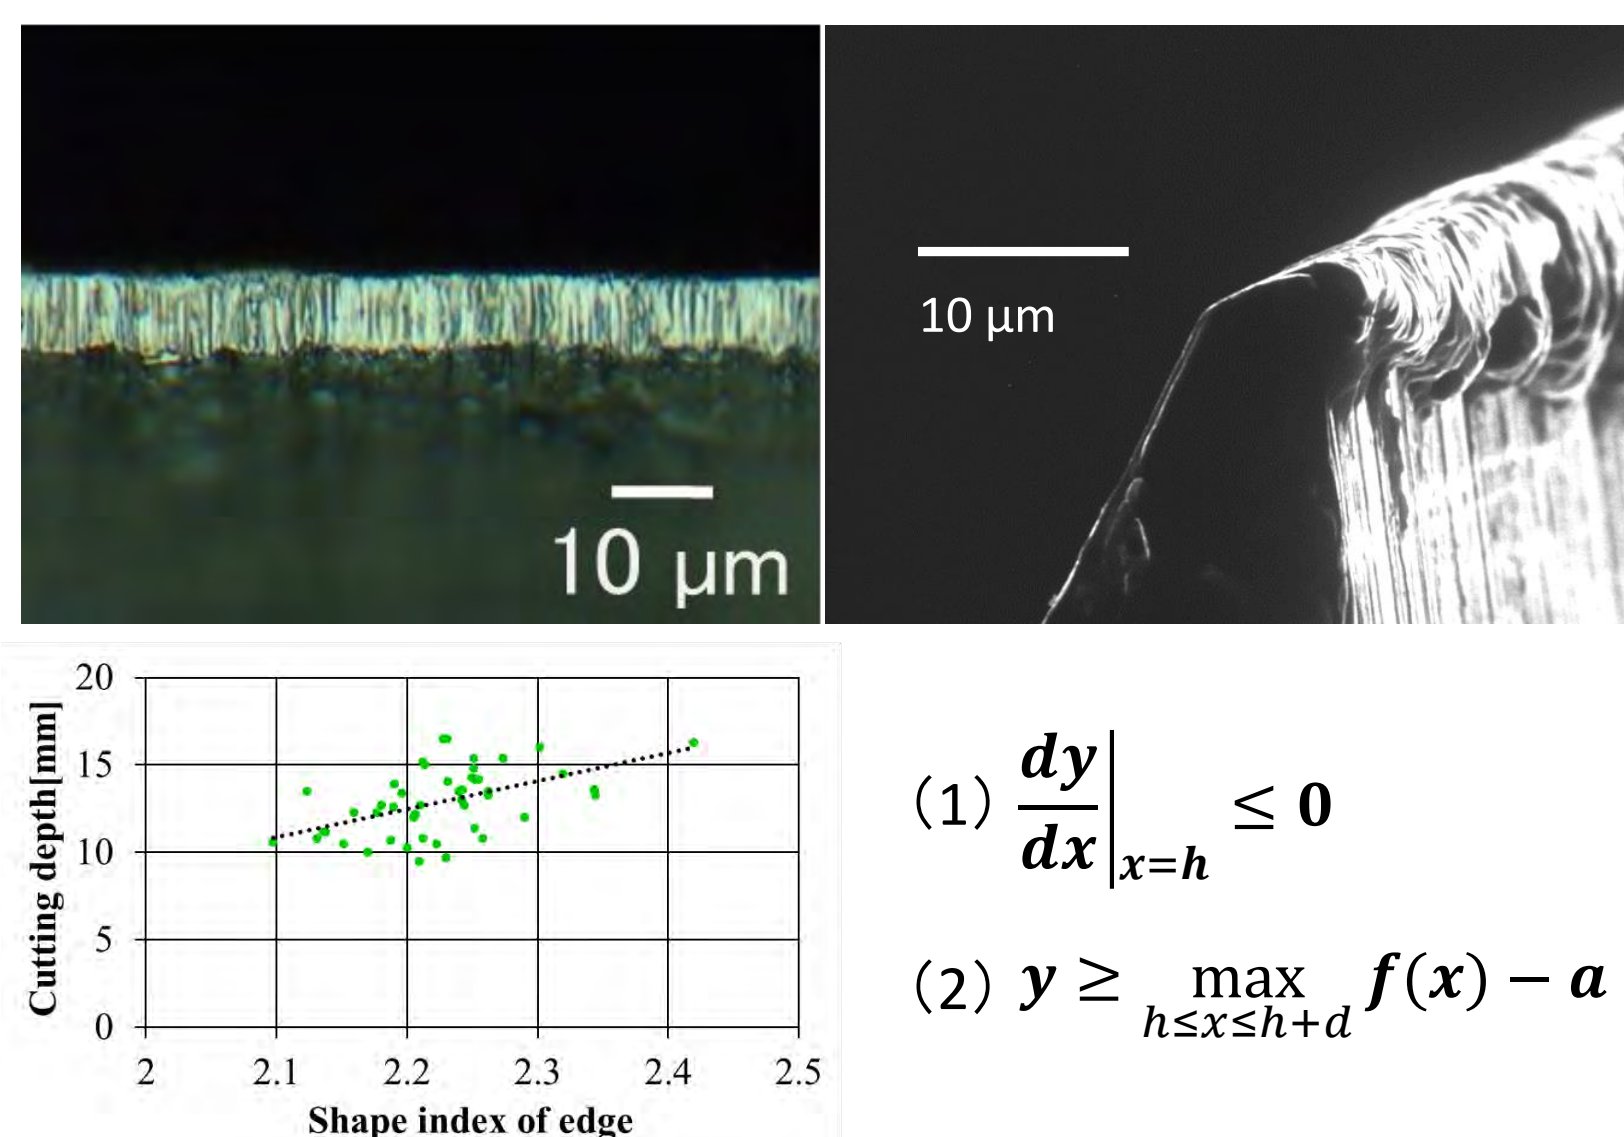 10 µm
10 µm
Cutting depth[mm]
20
15
10
5
0
2 2.1 2.2 2.3 2.4 2.5
Shape index of edge
(1) dy/dx|x=h ≤ 0
(2) y ≥ max h≤x≤h+d f(x) − a